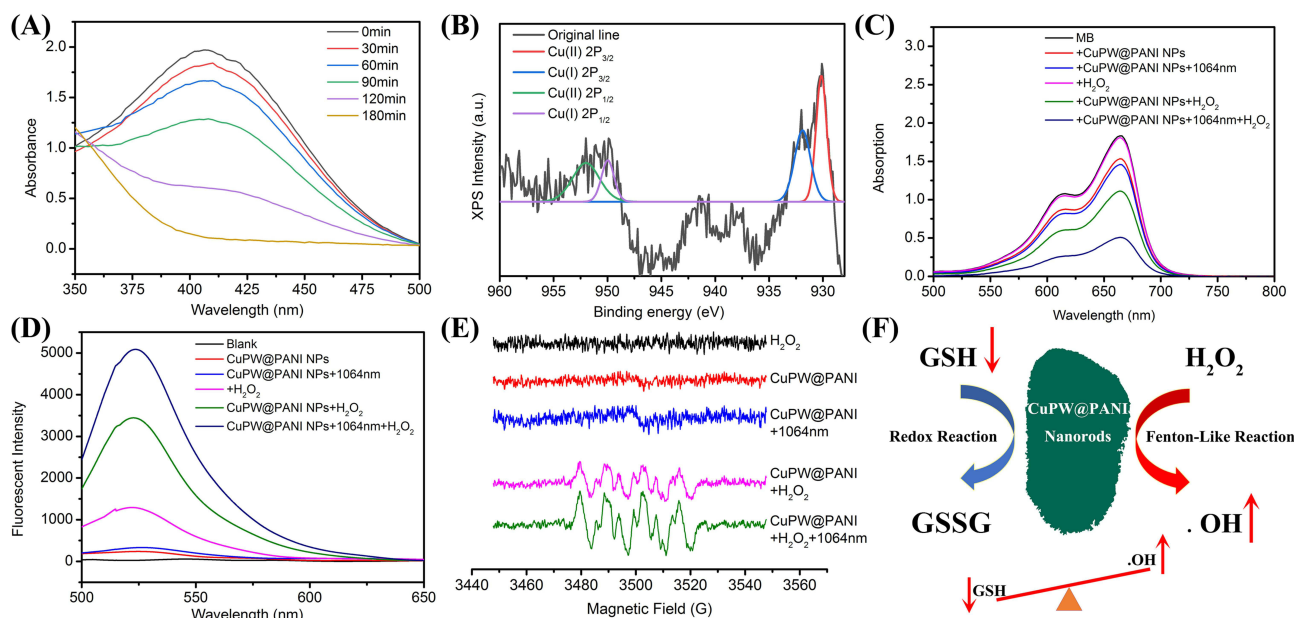 (A)
0min
30min
60min
90min
120min
180min
2.0
1.5
1.0
0.5
0.0
Absorbance
350
375
400
425
450
475
500
Wavelength (nm)
(B)
Original line
Cu(II) 2P3/2
Cu(I) 2P3/2
Cu(II) 2P1/2
Cu(I) 2P1/2
XPS Intensity (a.u.)
960
955
950
945
940
935
930
Binding energy (eV)
(C)
MB
+CuPW@PANI NPs
+CuPW@PANI NPs+1064nm
+H2O2
+CuPW@PANI NPs+H2O2
+CuPW@PANI NPs+1064nm+H2O2
3.0
2.5
2.0
1.5
1.0
0.5
0.0
Absorption
500
550
600
650
700
750
800
Wavelength (nm)
(D)
Blank
CuPW@PANI NPs
CuPW@PANI NPs+1064nm
+H2O2
CuPW@PANI NPs+H2O2
CuPW@PANI NPs+1064nm+H2O2
5000
4000
3000
2000
1000
0
Fluorescent Intensity
500
550
600
650
Wavelength (nm)
(E)
H2O2
CuPW@PANI
CuPW@PANI
+1064nm
CuPW@PANI
+H2O2
CuPW@PANI
+H2O2+1064nm
3440
3460
3480
3500
3520
3540
3560
Magnetic Field (G)
(F)
GSH
H2O2
CuPW@PANI
Nanorods
Redox Reaction
Fenton-Like Reaction
GSSG
. OH
.OH
GSH